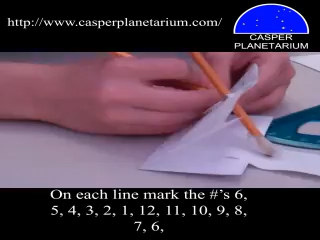 http://www.casperplanetarium.com/
CASPER
PLANETARIUM
On each line mark the #'s 6,
5, 4, 3, 2, 1, 12, 11, 10, 9, 8,
7, 6,